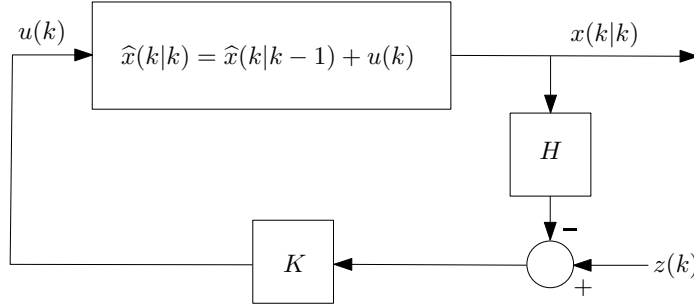 u(k)
x̂(k|k) = x̂(k|k − 1) + u(k)
x(k|k)
H
−
K
z(k)
+